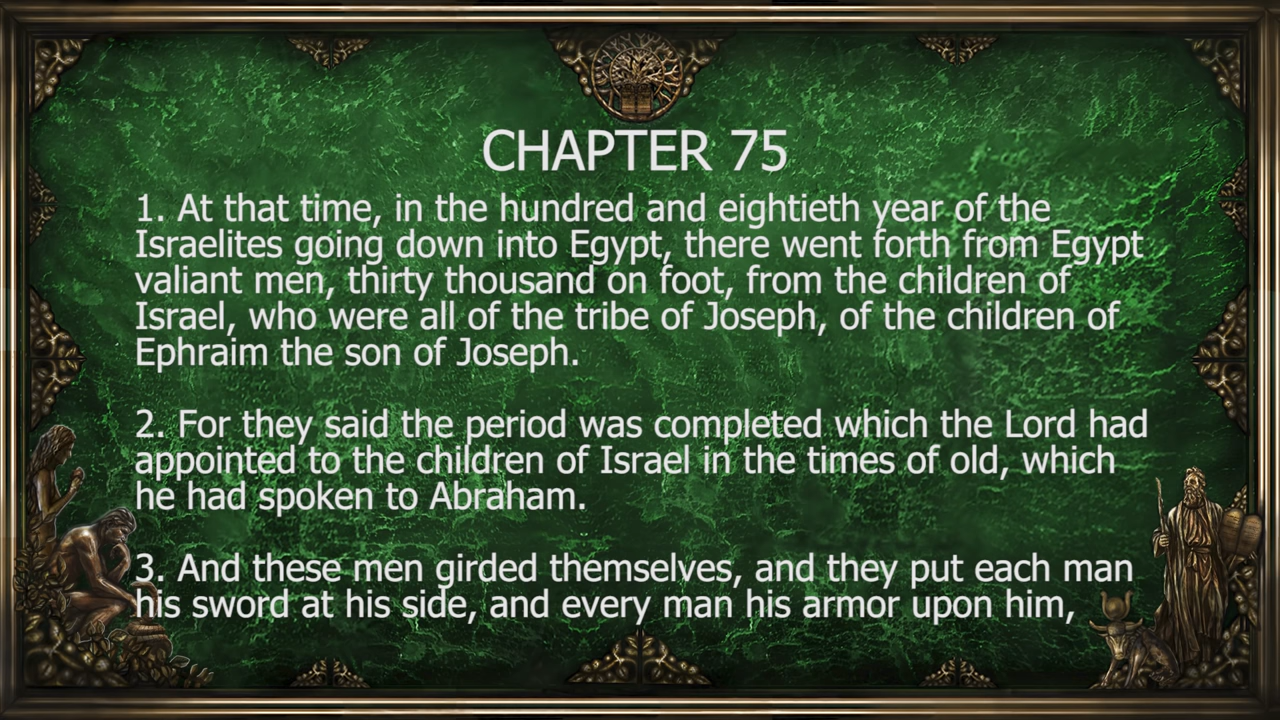 CHAPTER 75
1. At that time, in the hundred and eightieth year of the
Israelites going down into Egypt, there went forth from Egypt
valiant men, thirty thousand on foot, from the children of
Israel, who were all of the tribe of Joseph, of the children of
Ephraim the son of Joseph.
2. For they said the period was completed which the Lord had
appointed to the children of Israel in the times of old, which
he had spoken to Abraham.
3. And these men girded themselves, and they put each man
his sword at his side, and every man his armor upon him,